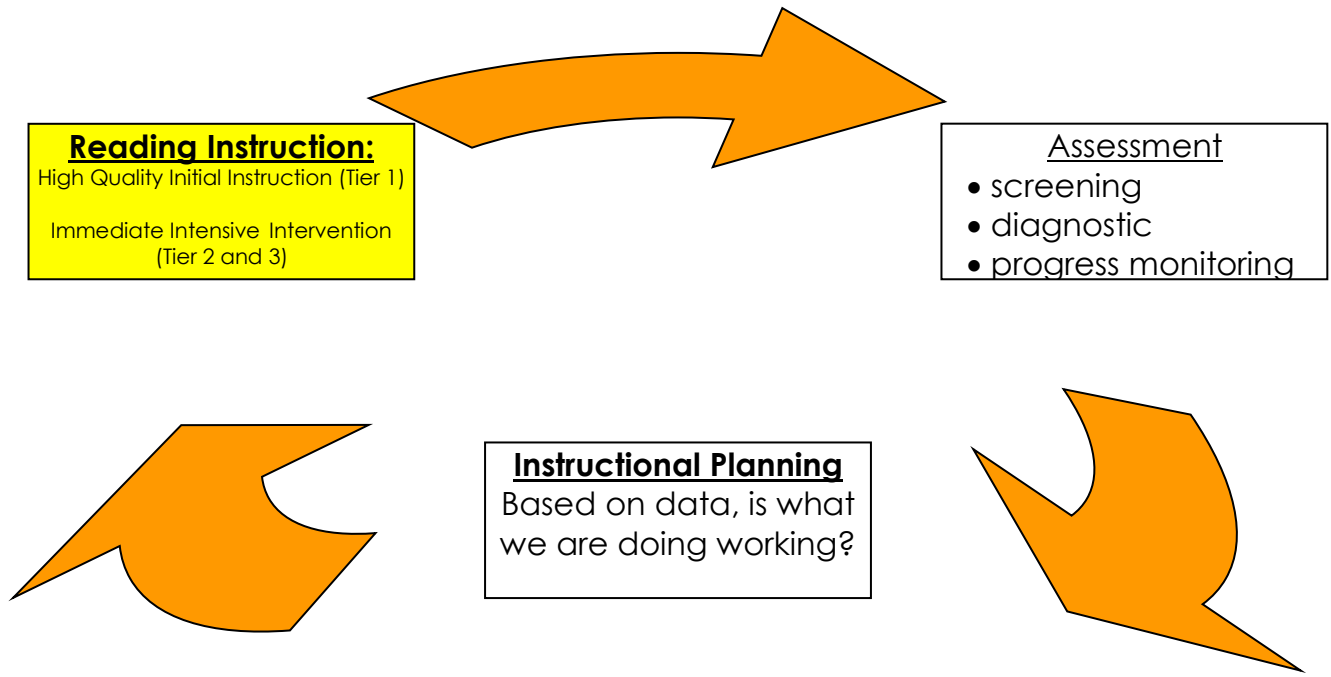 Reading Instruction:
High Quality Initial Instruction (Tier 1)
Immediate Intensive Intervention
(Tier 2 and 3)
Assessment
• screening
• diagnostic
• progress monitoring
Instructional Planning
Based on data, is what
we are doing working?